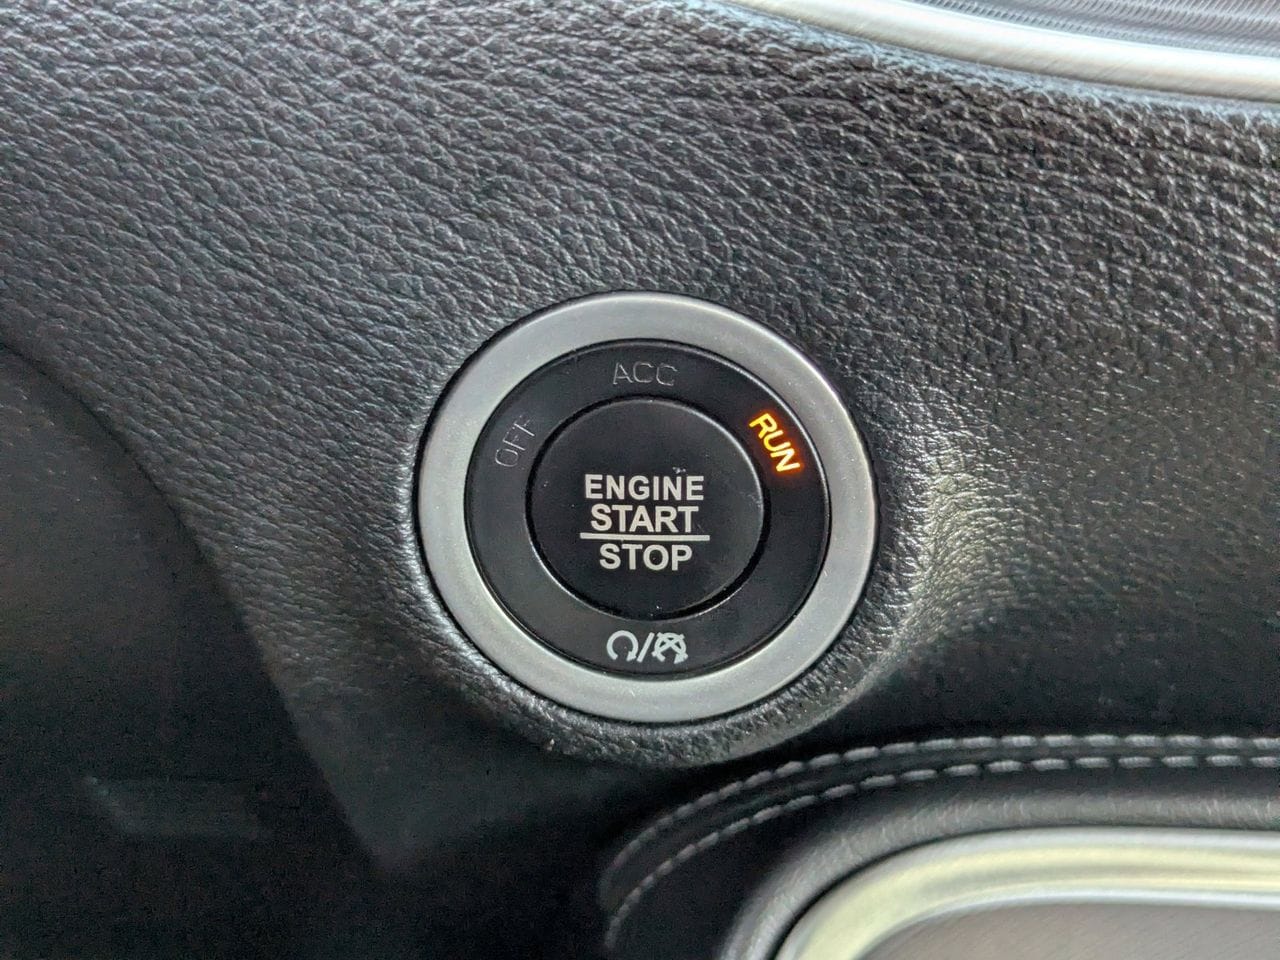 ACC
OFF
RUN
ENGINE
START
STOP